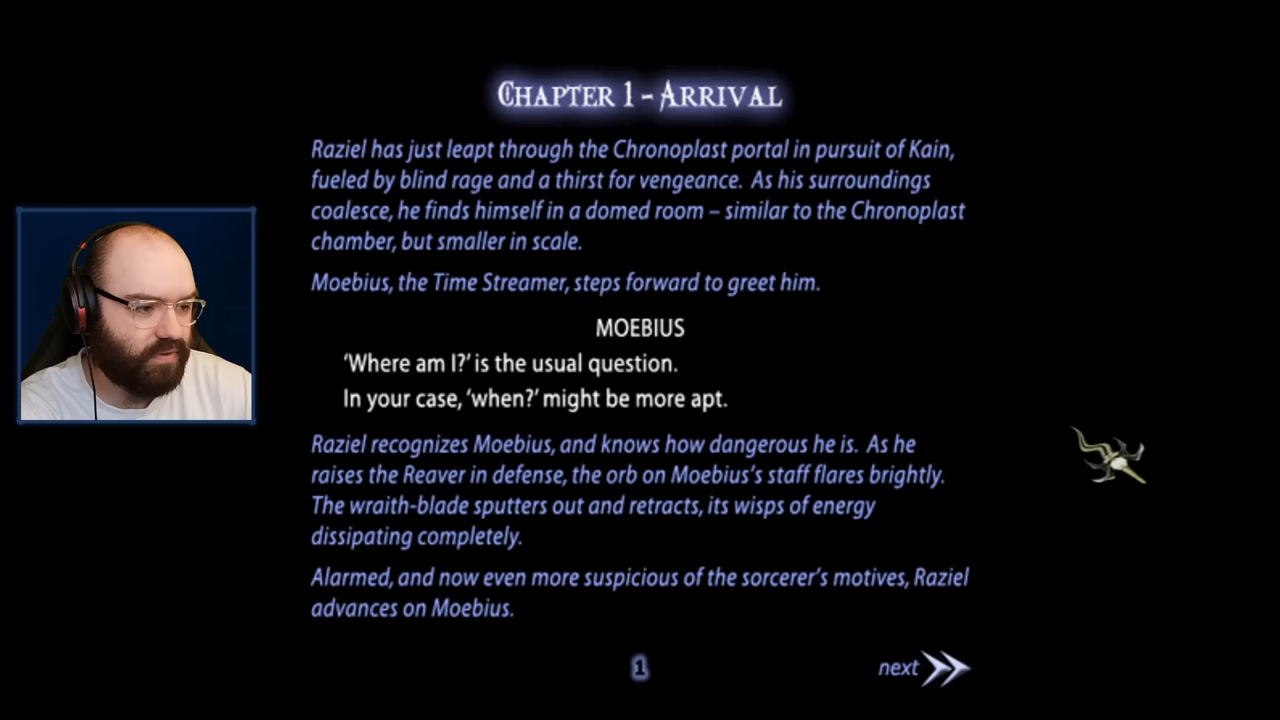 CHAPTER 1 - ARRIVAL
Raziel has just leapt through the Chronoplast portal in pursuit of Kain,
fueled by blind rage and a thirst for vengeance. As his surroundings
coalesce, he finds himself in a domed room – similar to the Chronoplast
chamber, but smaller in scale.
Moebius, the Time Streamer, steps forward to greet him.
MOEBIUS
‘Where am I?’ is the usual question.
In your case, ‘when?’ might be more apt.
Raziel recognizes Moebius, and knows how dangerous he is. As he
raises the Reaver in defense, the orb on Moebius’s staff flares brightly.
The wraith-blade sputters out and retracts, its wisps of energy
dissipating completely.
Alarmed, and now even more suspicious of the sorcerer’s motives, Raziel
advances on Moebius.
1
next